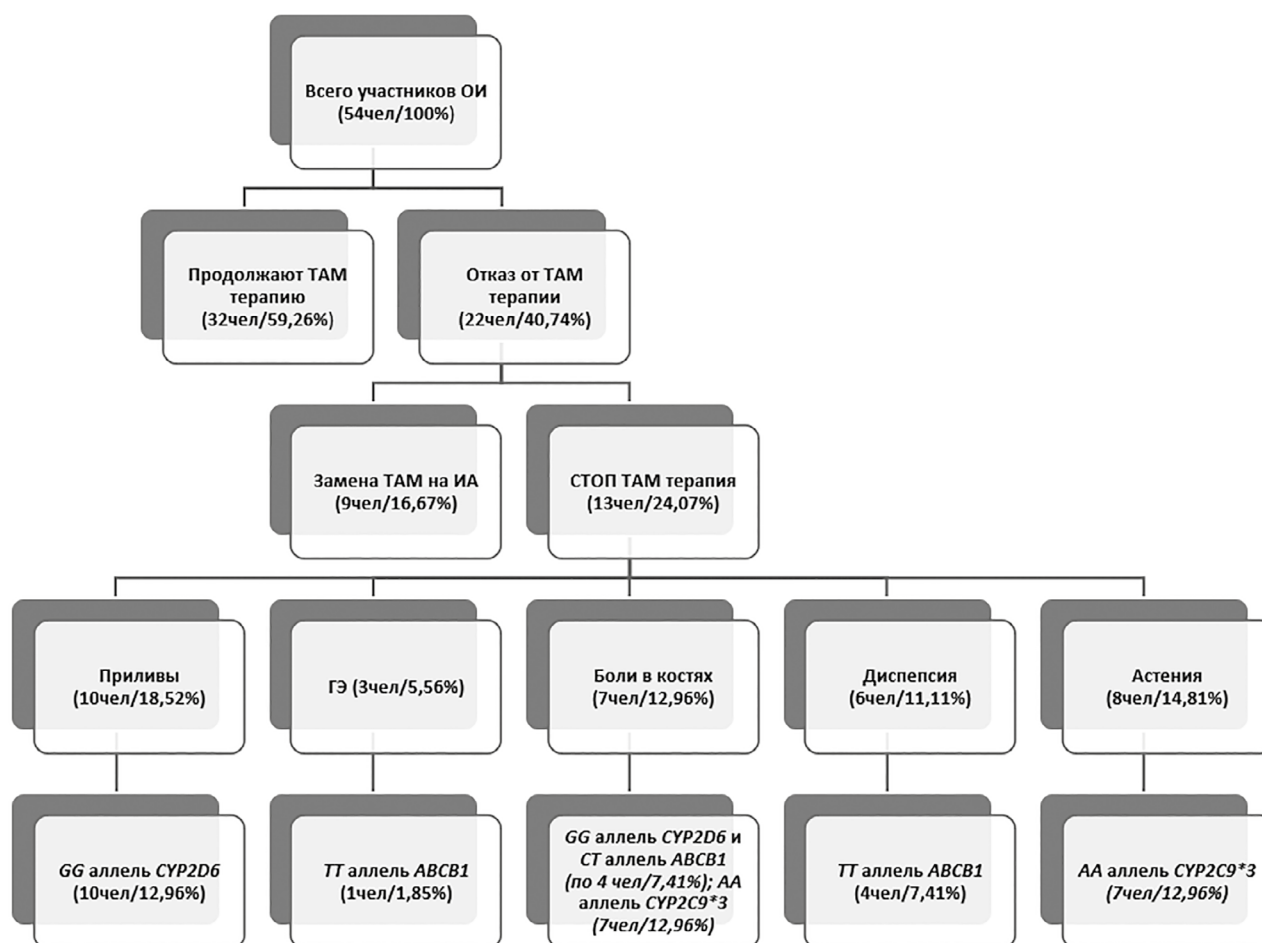 Всего участников ОИ
(54чел/100%)
Продолжают ТАМ
терапию
(32чел/59,26%)
Отказ от ТАМ
терапии
(22чел/40,74%)
Замена ТАМ на ИА
(9чел/16,67%)
СТОП ТАМ терапия
(13чел/24,07%)
Приливы
(10чел/18,52%)
ГЭ (3чел/5,56%)
Боли в костях
(7чел/12,96%)
Диспепсия
(6чел/11,11%)
Астения
(8чел/14,81%)
GG аллель CYP2D6
(10чел/12,96%)
TT аллель ABCB1
(1чел/1,85%)
GG аллель CYP2D6 и
CT аллель ABCB1
(по 4 чел/7,41%); AA
аллель CYP2C9*3
(7чел/12,96%)
TT аллель ABCB1
(4чел/7,41%)
AA аллель CYP2C9*3
(7чел/12,96%)